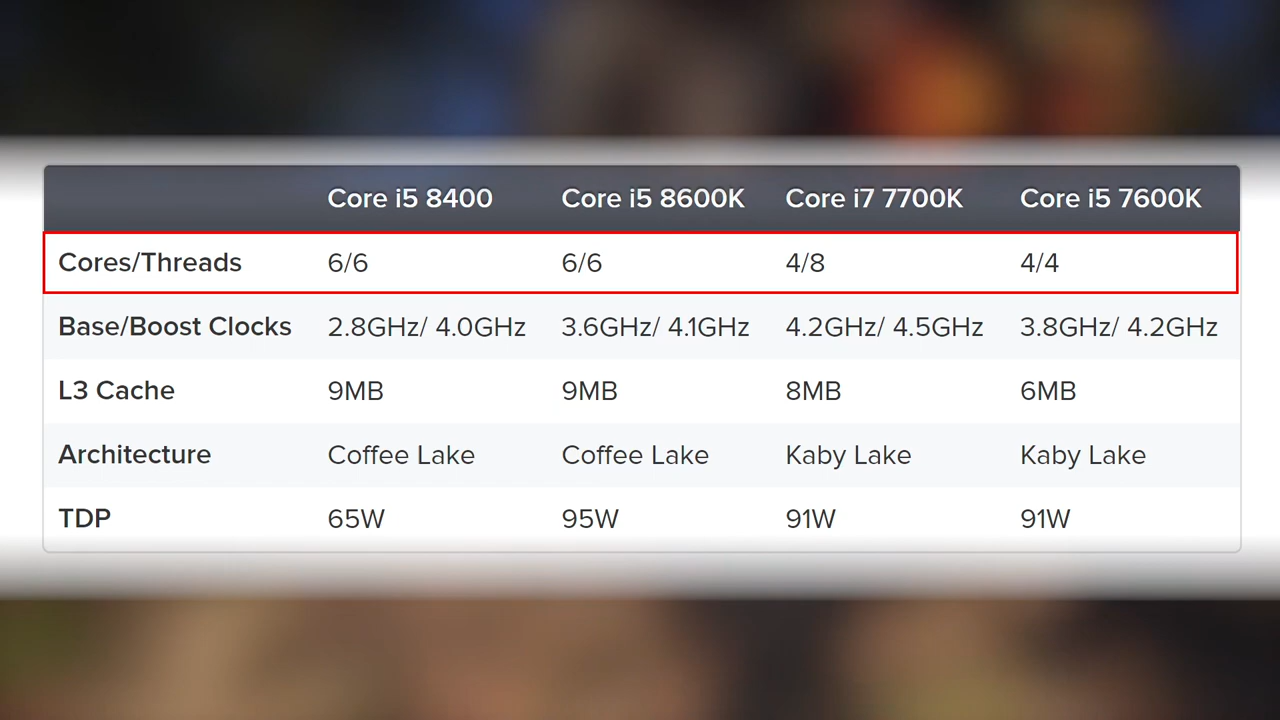 Core i5 8400 Core i5 8600K Core i7 7700K Core i5 7600K
Cores/Threads 6/6 6/6 4/8 4/4
Base/Boost Clocks 2.8GHz/ 4.0GHz 3.6GHz/ 4.1GHz 4.2GHz/ 4.5GHz 3.8GHz/ 4.2GHz
L3 Cache 9MB 9MB 8MB 6MB
Architecture Coffee Lake Coffee Lake Kaby Lake Kaby Lake
TDP 65W 95W 91W 91W